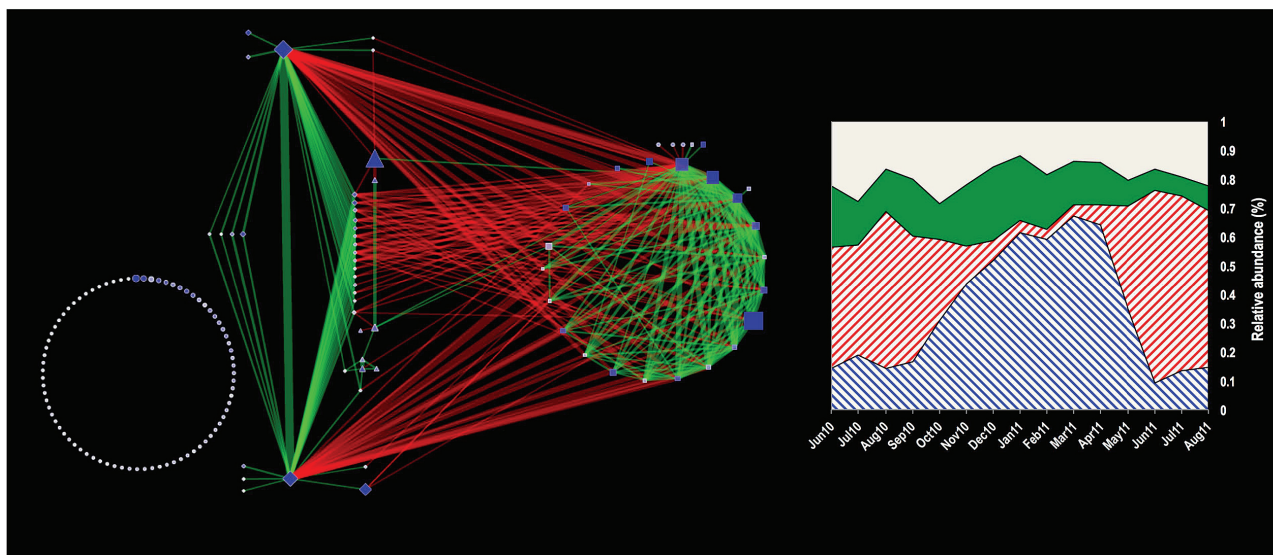 1
0.9
0.8
0.7
0.6
0.5
0.4
0.3
0.2
0.1
0
Relative abundance (%)
Jun10
Jul10
Aug10
Sep10
Oct10
Nov10
Dec10
Jan11
Feb11
Mar11
Apr11
May11
Jun11
Jul11
Aug11